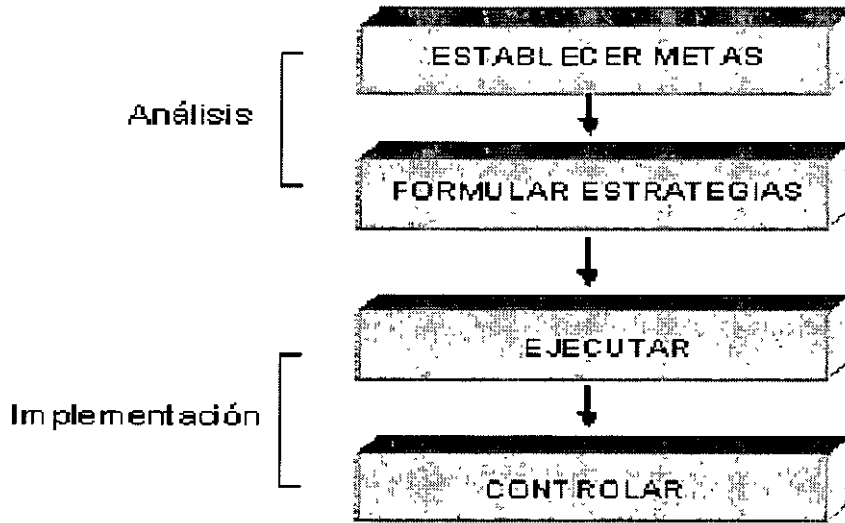 ESTABLECER METAS
Análisis
FORMULAR ESTRATEGIAS
EJECUTAR
Implementación
CONTROLAR